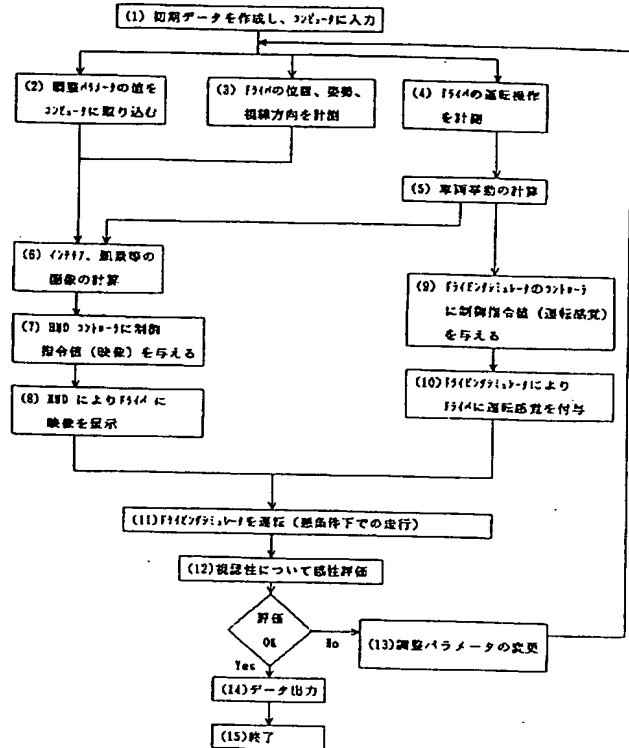 (1) 初期データを作成し、コンピュータに入力
(2) 調整パラメータの値を
コンピュータに取り込む
(3) ドライバの位置、姿勢、
視線方向を計測
(4) ドライバの運転操作
を計測
(5) 車両挙動の計算
(6) インテリア、風景等の
画像の計算
(7) HMD コントローラに制御
指令値(映像)を与える
(8) HMD によりドライバ に
映像を呈示
(9) ドライビングシミュレータのコントローラ
に制御指令値(運転感覚)
を与える
(10)ドライビングシミュレータにより
ドライバに運転感覚を付与
(11)ドライビングシミュレータを運転(悪条件下での走行)
(12)視認性について感性評価
評価
OK
No
Yes
(13)調整パラメータの変更
(14)データ出力
(15)終了